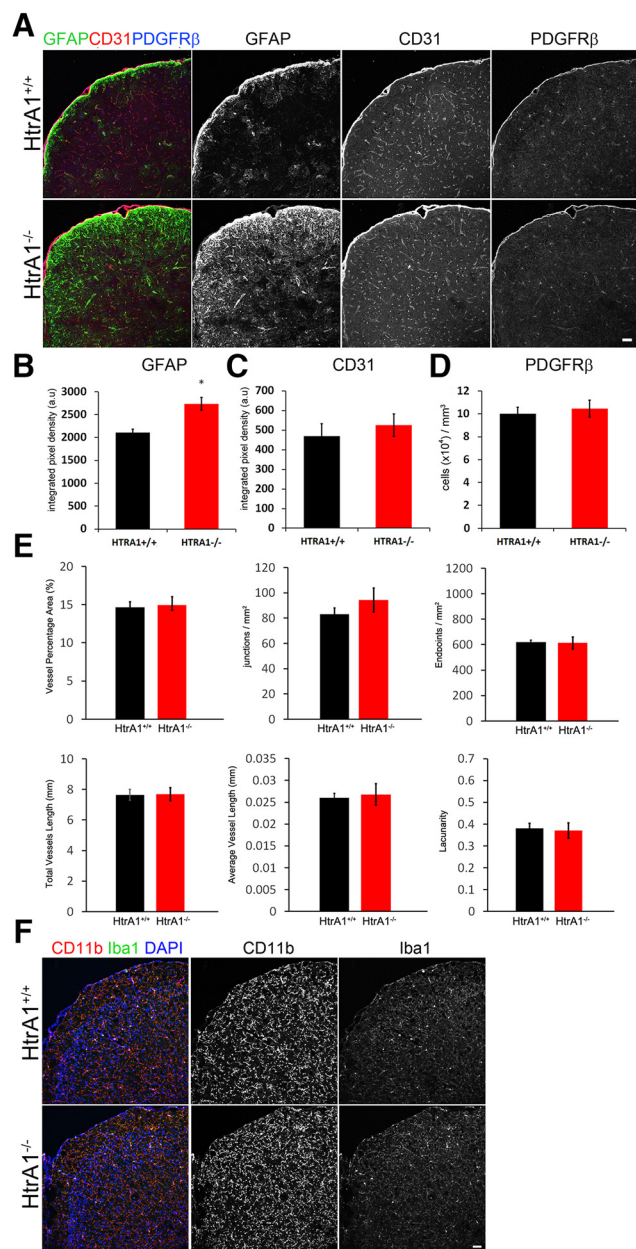 A
GFAPCD31PDGFRβ GFAP CD31 PDGFRβ
HtrA1+/+
HtrA1-/-
B GFAP
*
integrated pixel density (a.u)
3000
2500
2000
1500
1000
500
0
HTRA1+/+ HTRA1-/-
C CD31
integrated pixel density (a.u)
700
600
500
400
300
200
100
0
HTRA1+/+ HTRA1-/-
D PDGFRβ
cells (x10⁴) / mm³
12
10
8
6
4
2
0
HTRA1+/+ HTRA1-/-
E
Vessel Percentage Area (%)
20
15
10
5
0
HtrA1+/+ HtrA1-/-
junctions / mm²
120
100
80
60
40
20
0
HtrA1+/+ HtrA1-/-
Endpoints / mm²
1200
1000
800
600
400
200
0
HtrA1+/+ HtrA1-/-
Total Vessels Length (mm)
10
8
6
4
2
0
HtrA1+/+ HtrA1-/-
Average Vessel Length (mm)
0.035
0.03
0.025
0.02
0.015
0.01
0.005
0
HtrA1+/+ HtrA1-/-
Lacunarity
0.7
0.6
0.5
0.4
0.3
0.2
0.1
0
HtrA1+/+ HtrA1-/-
F
CD11b Iba1 DAPI CD11b Iba1
HtrA1+/+
HtrA1-/-